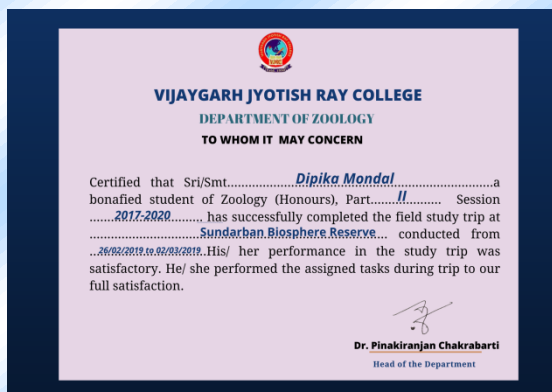 VIJAYGARH JYOTISH RAY COLLEGE
DEPARTMENT OF ZOOLOGY
TO WHOM IT MAY CONCERN
Certified that Sri/Smt..................Dipika Mondal..............................a
bonafied student of Zoology (Honours), Part......II.......... Session
......2017-2020........ has successfully completed the field study trip at
................................Sundarban Biosphere Reserve... conducted from
..26/02/2019 to 02/03/2019..His/ her performance in the study trip was
satisfactory. He/ she performed the assigned tasks during trip to our
full satisfaction.
Dr. Pinakiranjan Chakrabarti
Head of the Department